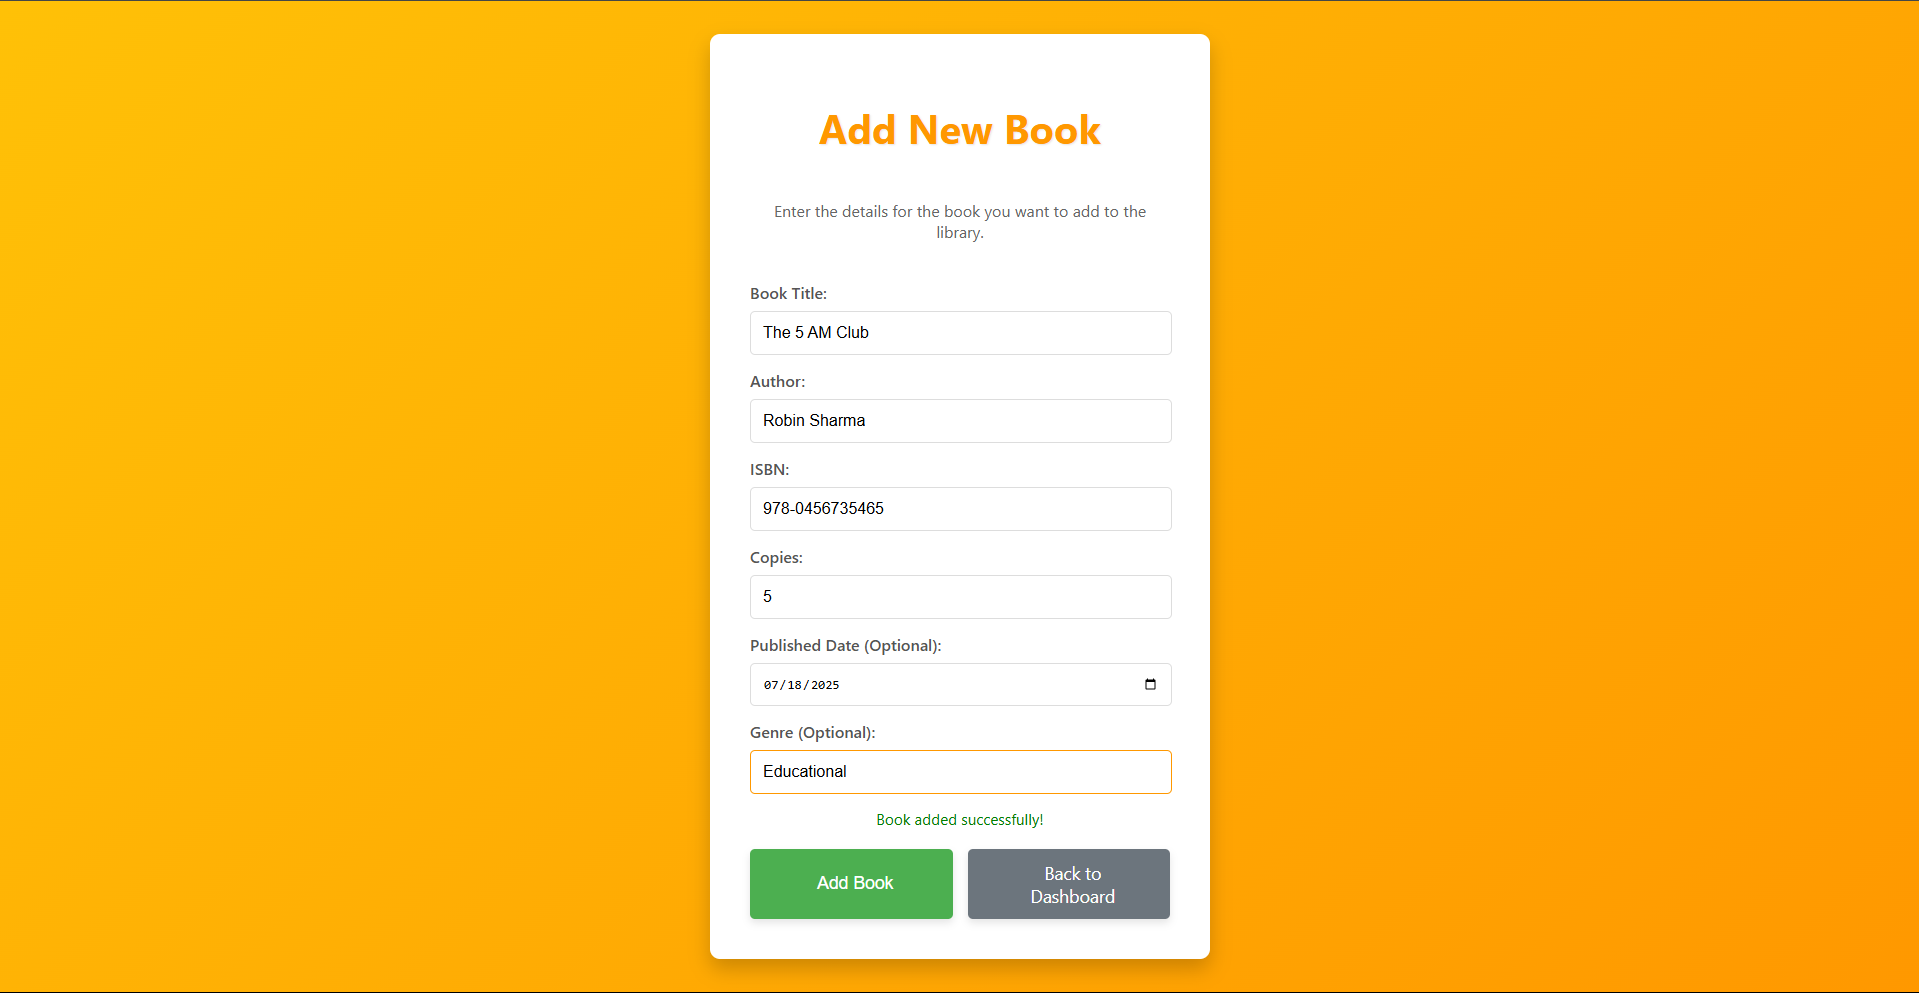 Add New Book
Enter the details for the book you want to add to the
library.
Book Title:
The 5 AM Club
Author:
Robin Sharma
ISBN:
978-0456735465
Copies:
5
Published Date (Optional):
07/18/2025
Genre (Optional):
Educational
Book added successfully!
Add Book
Back to
Dashboard